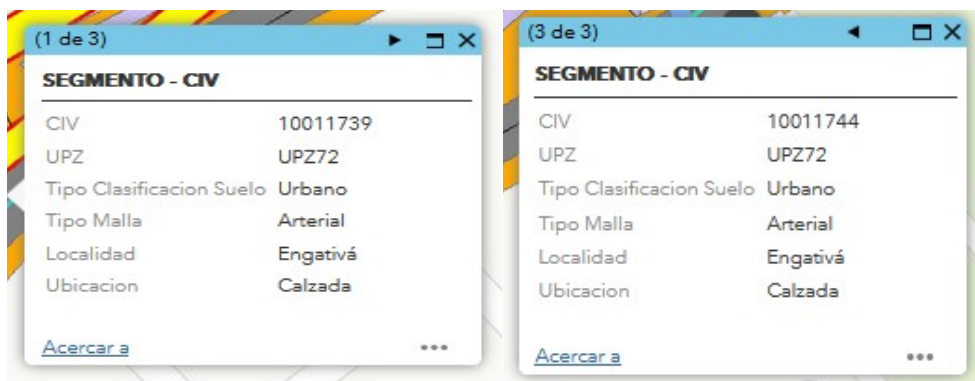 (1 de 3)
SEGMENTO - CIV
CIV 10011739
UPZ UPZ72
Tipo Clasificacion Suelo Urbano
Tipo Malla Arterial
Localidad Engativá
Ubicacion Calzada
Acercar a
(3 de 3)
SEGMENTO - CIV
CIV 10011744
UPZ UPZ72
Tipo Clasificacion Suelo Urbano
Tipo Malla Arterial
Localidad Engativá
Ubicacion Calzada
Acercar a